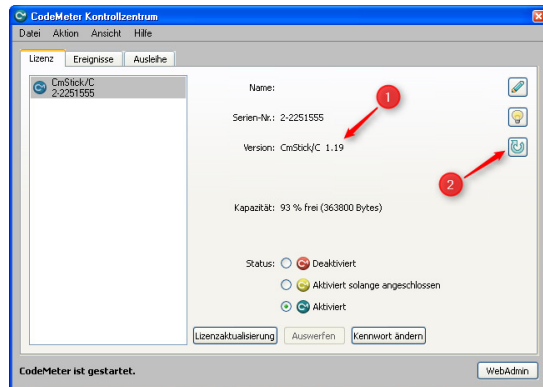 CodeMeter Kontrollzentrum
Datei Aktion Ansicht Hilfe
Lizenz Ereignisse Ausleihe
CmStick/C
2-2251555
Name:
1
Serien-Nr.: 2-2251555
Version: CmStick/C 1.19
2
Kapazität: 93 % frei (363800 Bytes)
Status: Deaktiviert
Aktiviert solange angeschlossen
Aktiviert
Lizenzaktualisierung Auswerfen Kennwort ändern
CodeMeter ist gestartet. WebAdmin